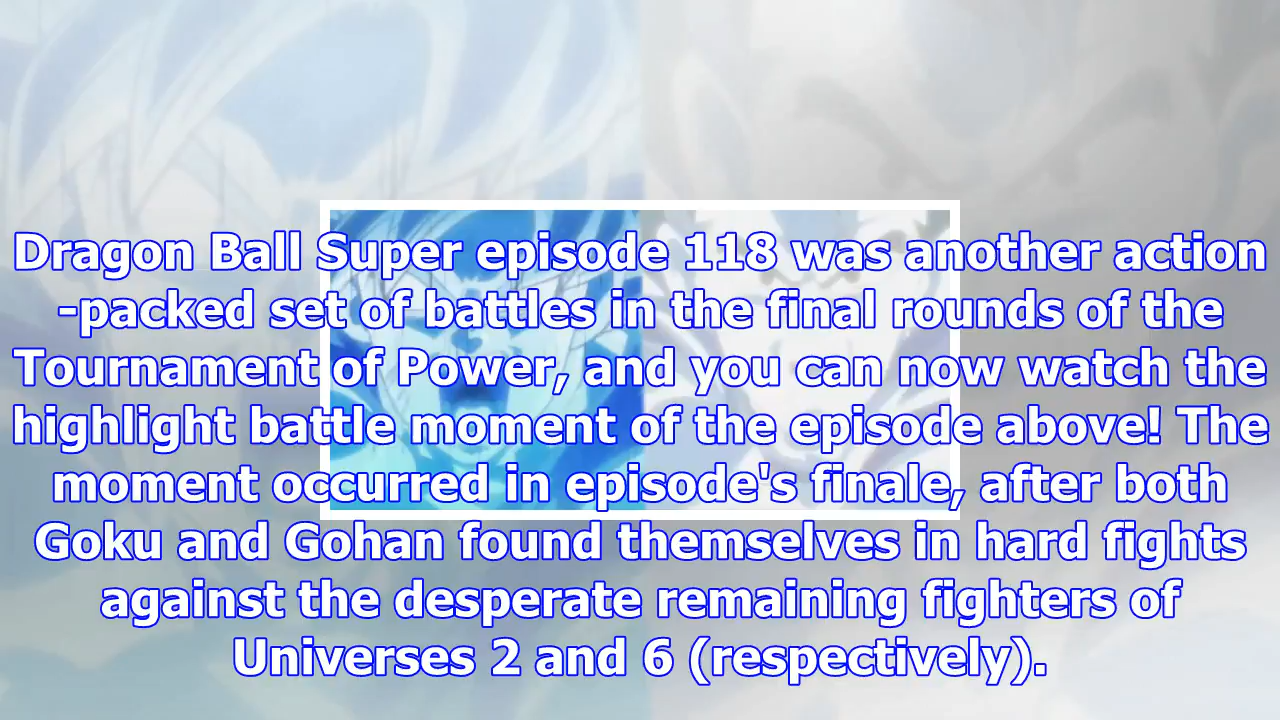 Dragon Ball Super episode 118 was another action
-packed set of battles in the final rounds of the
Tournament of Power, and you can now watch the
highlight battle moment of the episode above! The
moment occurred in episode's finale, after both
Goku and Gohan found themselves in hard fights
against the desperate remaining fighters of
Universes 2 and 6 (respectively).